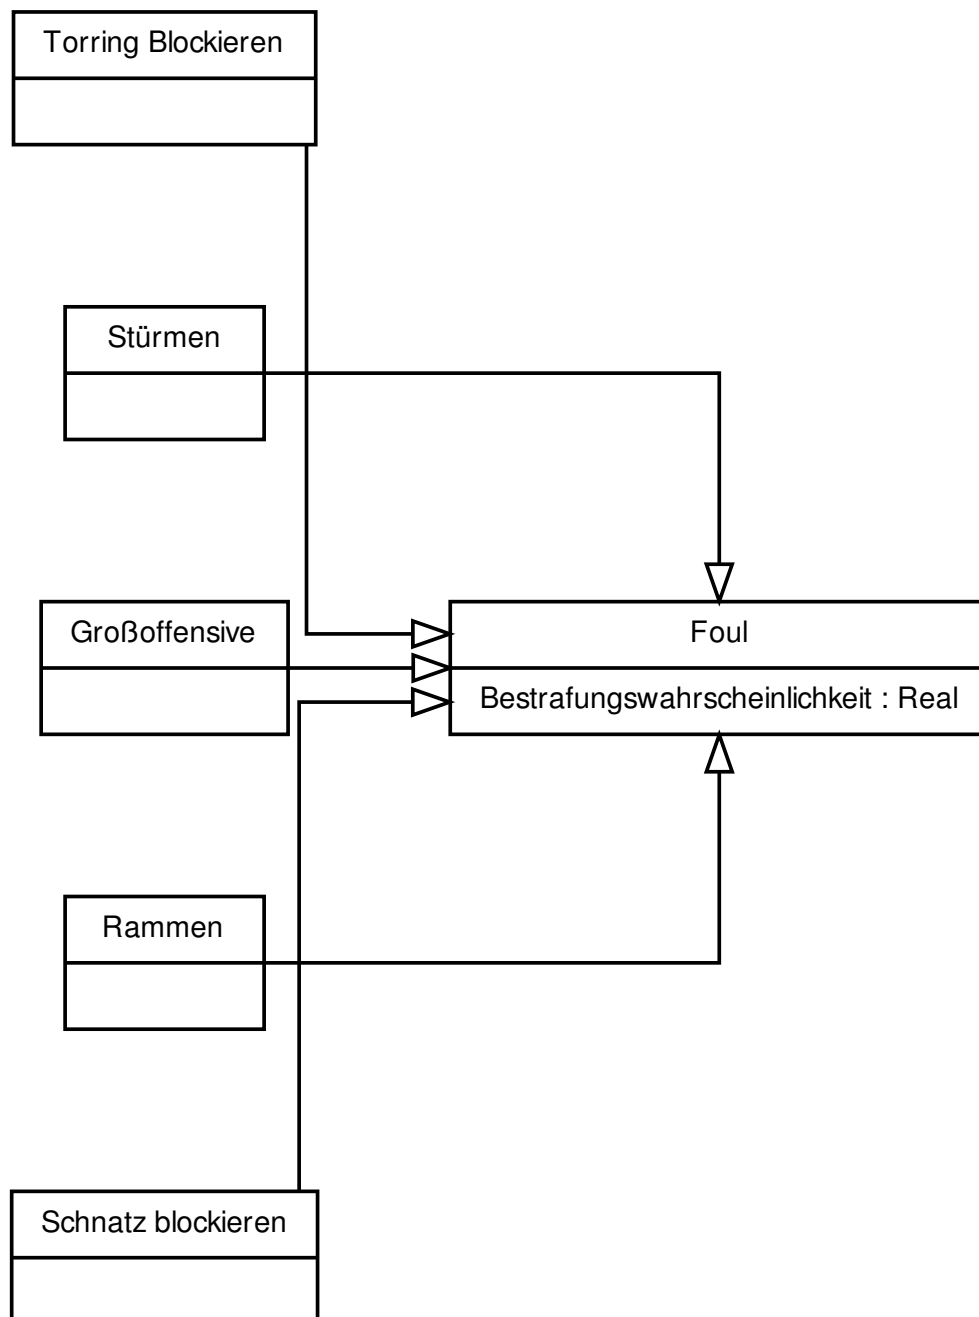 Torring Blockieren
Stürmen
Großoffensive
Foul
Bestrafungswahrscheinlichkeit : Real
Rammen
Schnatz blockieren